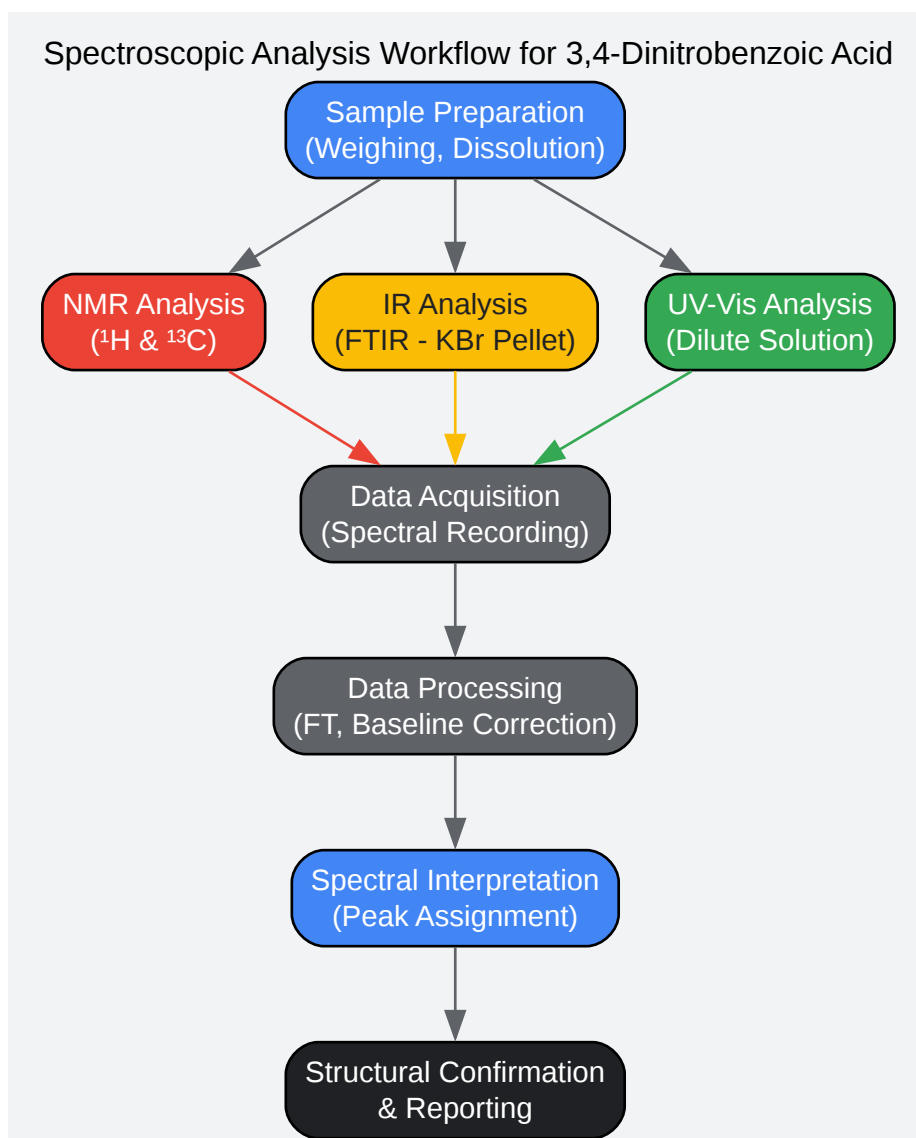 Spectroscopic Analysis Workflow for 3,4-Dinitrobenzoic Acid
Sample Preparation
(Weighing, Dissolution)
NMR Analysis
(¹H & ¹³C)
IR Analysis
(FTIR - KBr Pellet)
UV-Vis Analysis
(Dilute Solution)
Data Acquisition
(Spectral Recording)
Data Processing
(FT, Baseline Correction)
Spectral Interpretation
(Peak Assignment)
Structural Confirmation
& Reporting